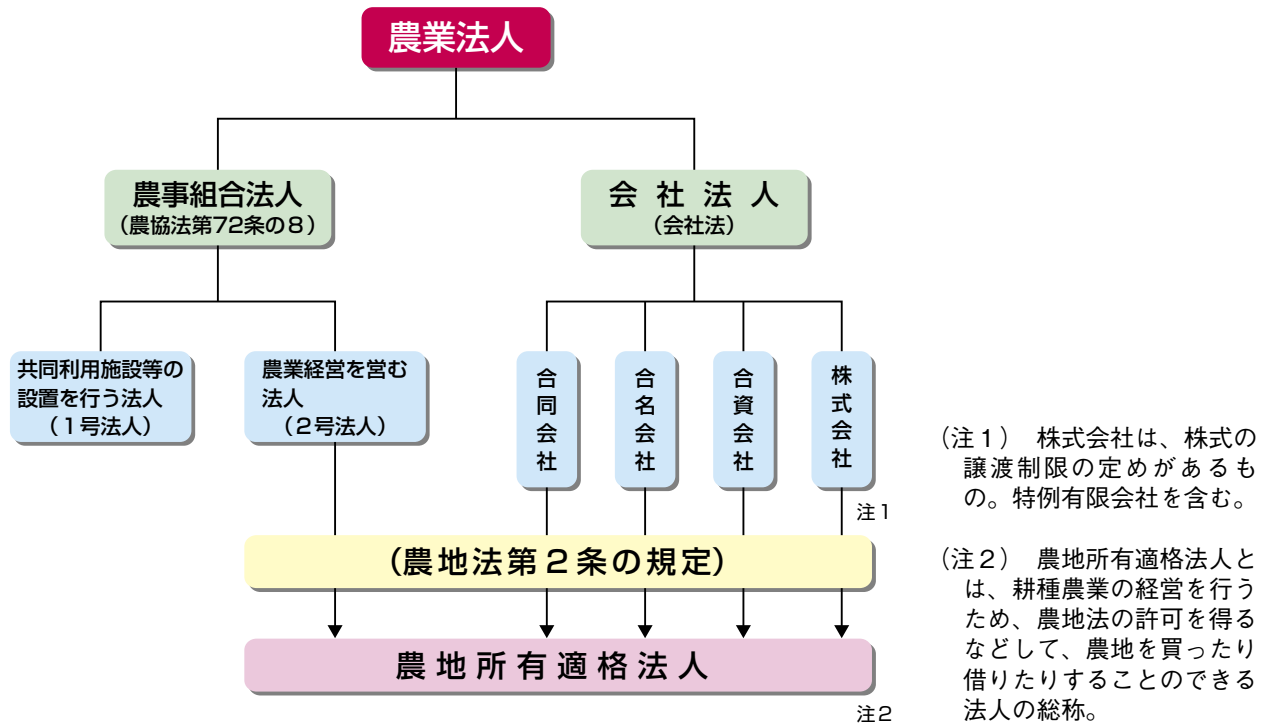 農業法人
農事組合法人
(農協法第72条の8)
会社法人
(会社法)
共同利用施設等の
設置を行う法人
(1号法人)
農業経営を営む
法人
(2号法人)
合同会社
合名会社
合資会社
株式会社
注1
(農地法第2条の規定)
農地所有適格法人
注2
(注1) 株式会社は、株式の
譲渡制限の定めがあるも
の。特例有限会社を含む。
(注2) 農地所有適格法人と
は、耕種農業の経営を行う
ため、農地法の許可を得る
などして、農地を買ったり
借りたりすることのできる
法人の総称。